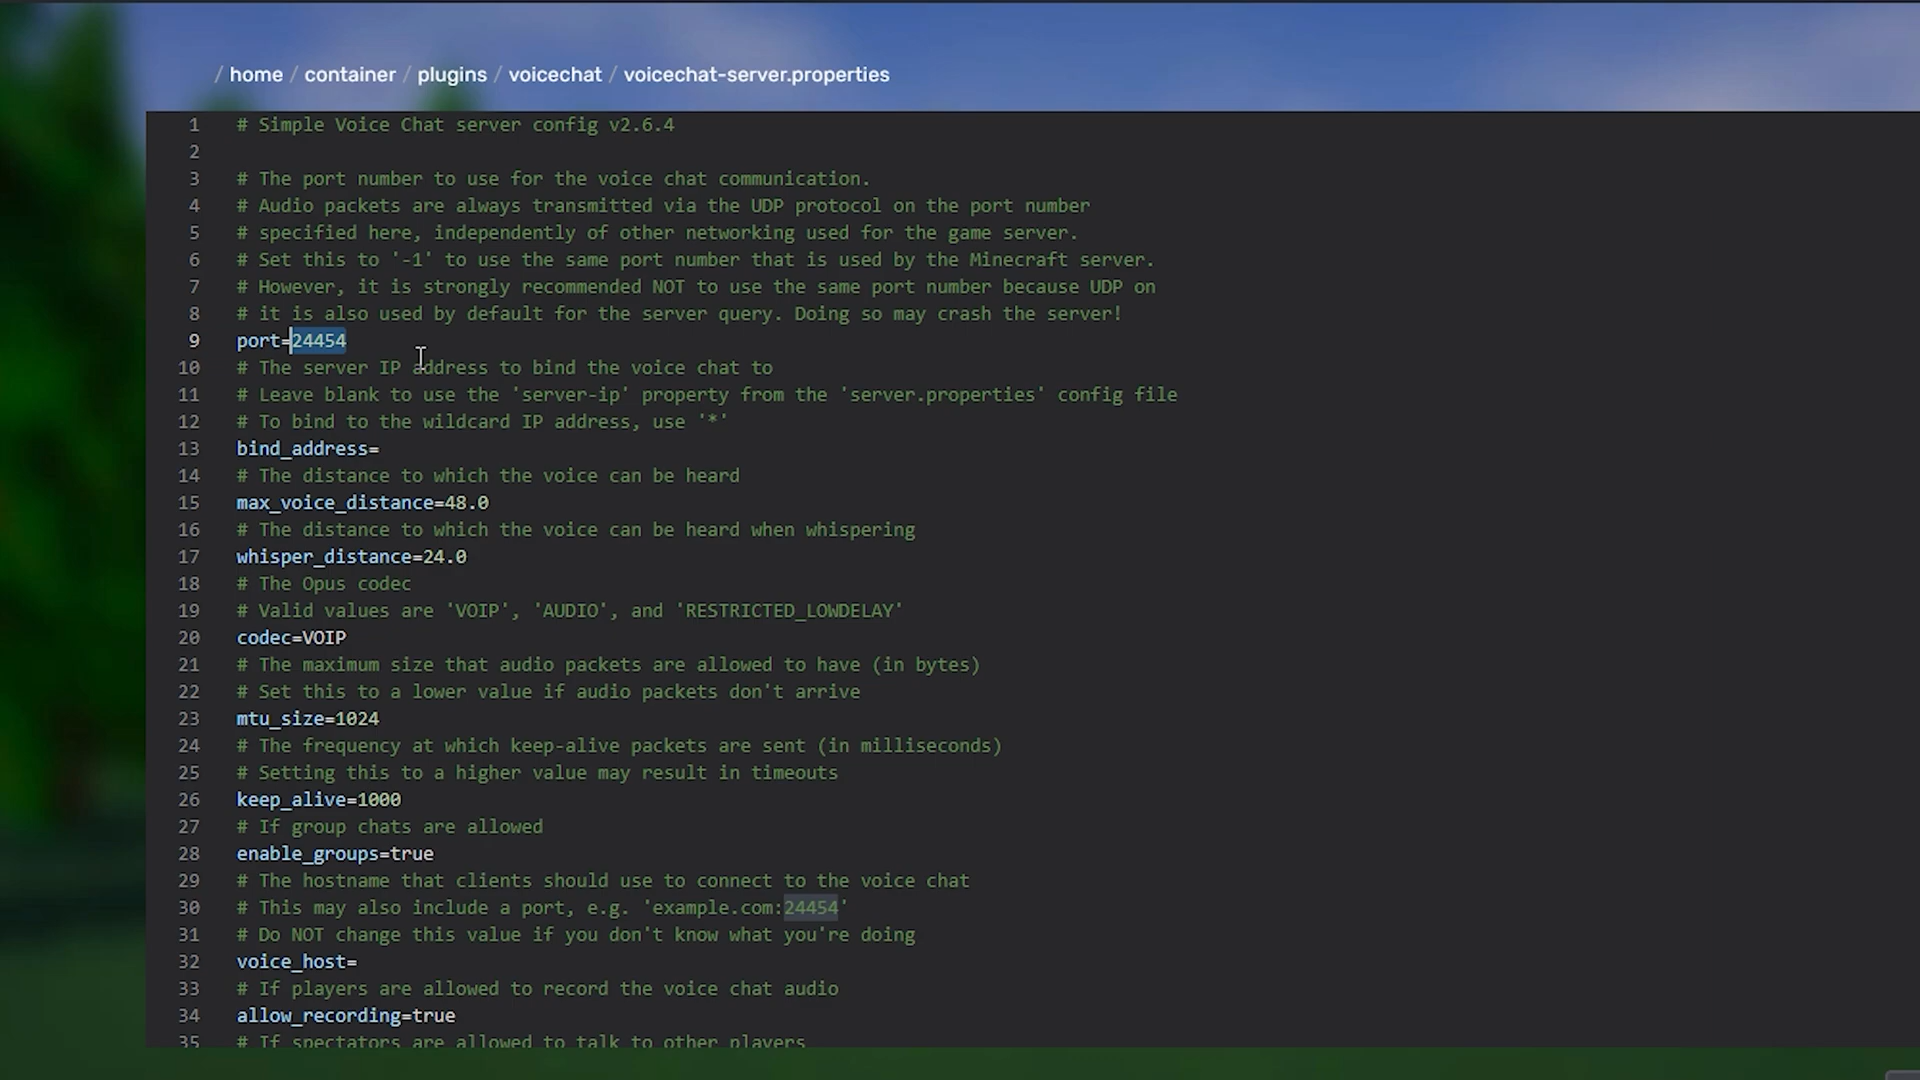 / home / container / plugins / voicechat / voicechat-server.properties
1 # Simple Voice Chat server config v2.6.4
2
3 # The port number to use for the voice chat communication.
4 # Audio packets are always transmitted via the UDP protocol on the port number
5 # specified here, independently of other networking used for the game server.
6 # Set this to '-1' to use the same port number that is used by the Minecraft server.
7 # However, it is strongly recommended NOT to use the same port number because UDP on
8 # it is also used by default for the server query. Doing so may crash the server!
9 port=24454
10 # The server IP address to bind the voice chat to
11 # Leave blank to use the 'server-ip' property from the 'server.properties' config file
12 # To bind to the wildcard IP address, use '*'
13 bind_address=
14 # The distance to which the voice can be heard
15 max_voice_distance=48.0
16 # The distance to which the voice can be heard when whispering
17 whisper_distance=24.0
18 # The Opus codec
19 # Valid values are 'VOIP', 'AUDIO', and 'RESTRICTED_LOWDELAY'
20 codec=VOIP
21 # The maximum size that audio packets are allowed to have (in bytes)
22 # Set this to a lower value if audio packets don't arrive
23 mtu_size=1024
24 # The frequency at which keep-alive packets are sent (in milliseconds)
25 # Setting this to a higher value may result in timeouts
26 keep_alive=1000
27 # If group chats are allowed
28 enable_groups=true
29 # The hostname that clients should use to connect to the voice chat
30 # This may also include a port, e.g. 'example.com:24454'
31 # Do NOT change this value if you don't know what you're doing
32 voice_host=
33 # If players are allowed to record the voice chat audio
34 allow_recording=true
35 # If spectators are allowed to talk to other players